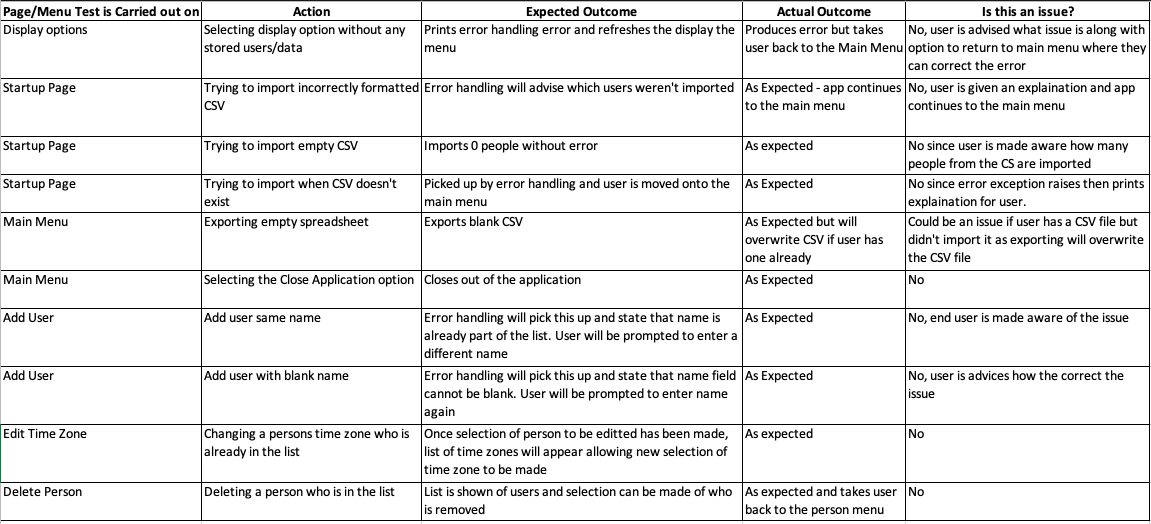 Page/Menu Test is Carried out on Action Expected Outcome Actual Outcome Is this an issue?
Display options
Selecting display option without any
stored users/data
Prints error handling error and refreshes the display the
menu
Produces error but takes
user back to the Main Menu
No, user is advised what issue is along with
option to return to main menu where they
can correct the error
Startup Page
Trying to import incorrectly formatted
CSV
Error handling will advise which users weren't imported
As Expected - app continues
to the main menu
No, user is given an explaination and app
continues to the main menu
Startup Page
Trying to import empty CSV
Imports 0 people without error
As expected
No since user is made aware how many
people from the CS are imported
Startup Page
Trying to import when CSV doesn't
exist
Picked up by error handling and user is moved onto the
main menu
As Expected
No since error exception raises then prints
explaination for user.
Main Menu
Exporting empty spreadsheet
Exports blank CSV
As Expected but will
overwrite CSV if user has
one already
Could be an issue if user has a CSV file but
didn't import it as exporting will overwrite
the CSV file
Main Menu
Selecting the Close Application option
Closes out of the application
As Expected
No
Add User
Add user same name
Error handling will pick this up and state that name is
already part of the list. User will be prompted to enter a
different name
As Expected
No, end user is made aware of the issue
Add User
Add user with blank name
Error handling will pick this up and state that name field
cannot be blank. User will be prompted to enter name
again
As Expected
No, user is advices how the correct the
issue
Edit Time Zone
Changing a persons time zone who is
already in the list
Once selection of person to be editted has been made,
list of time zones will appear allowing new selection of
time zone to be made
As expected
No
Delete Person
Deleting a person who is in the list
List is shown of users and selection can be made of who
is removed
As expected and takes user
back to the person menu
No